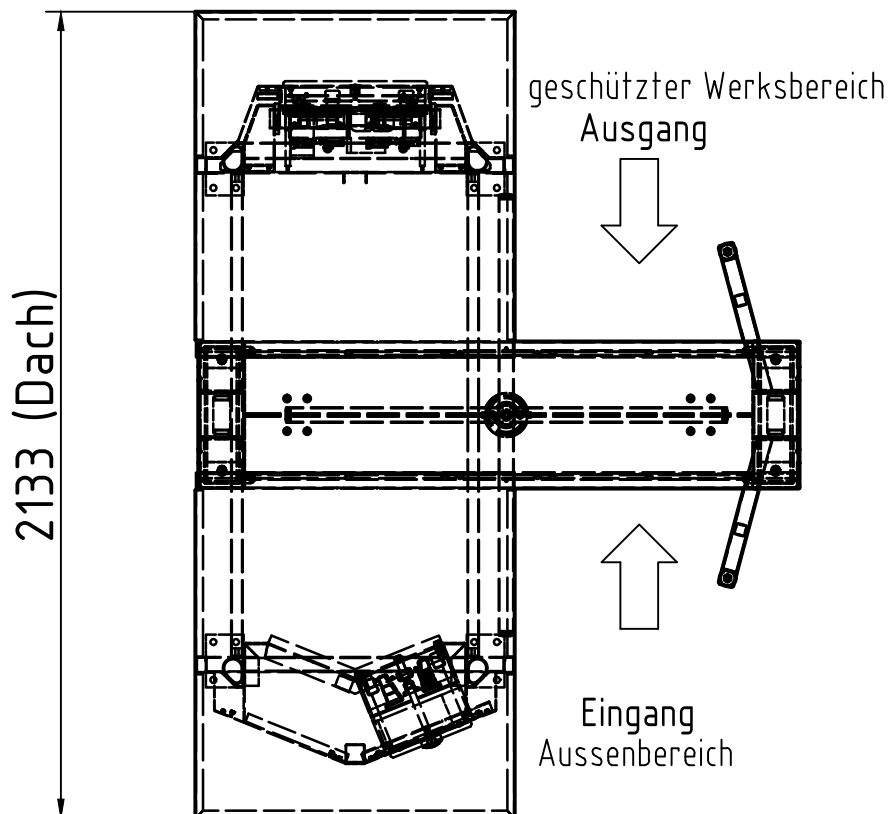 geschützter Werksbereich
Ausgang
2133 (Dach)
Eingang
Aussenbereich